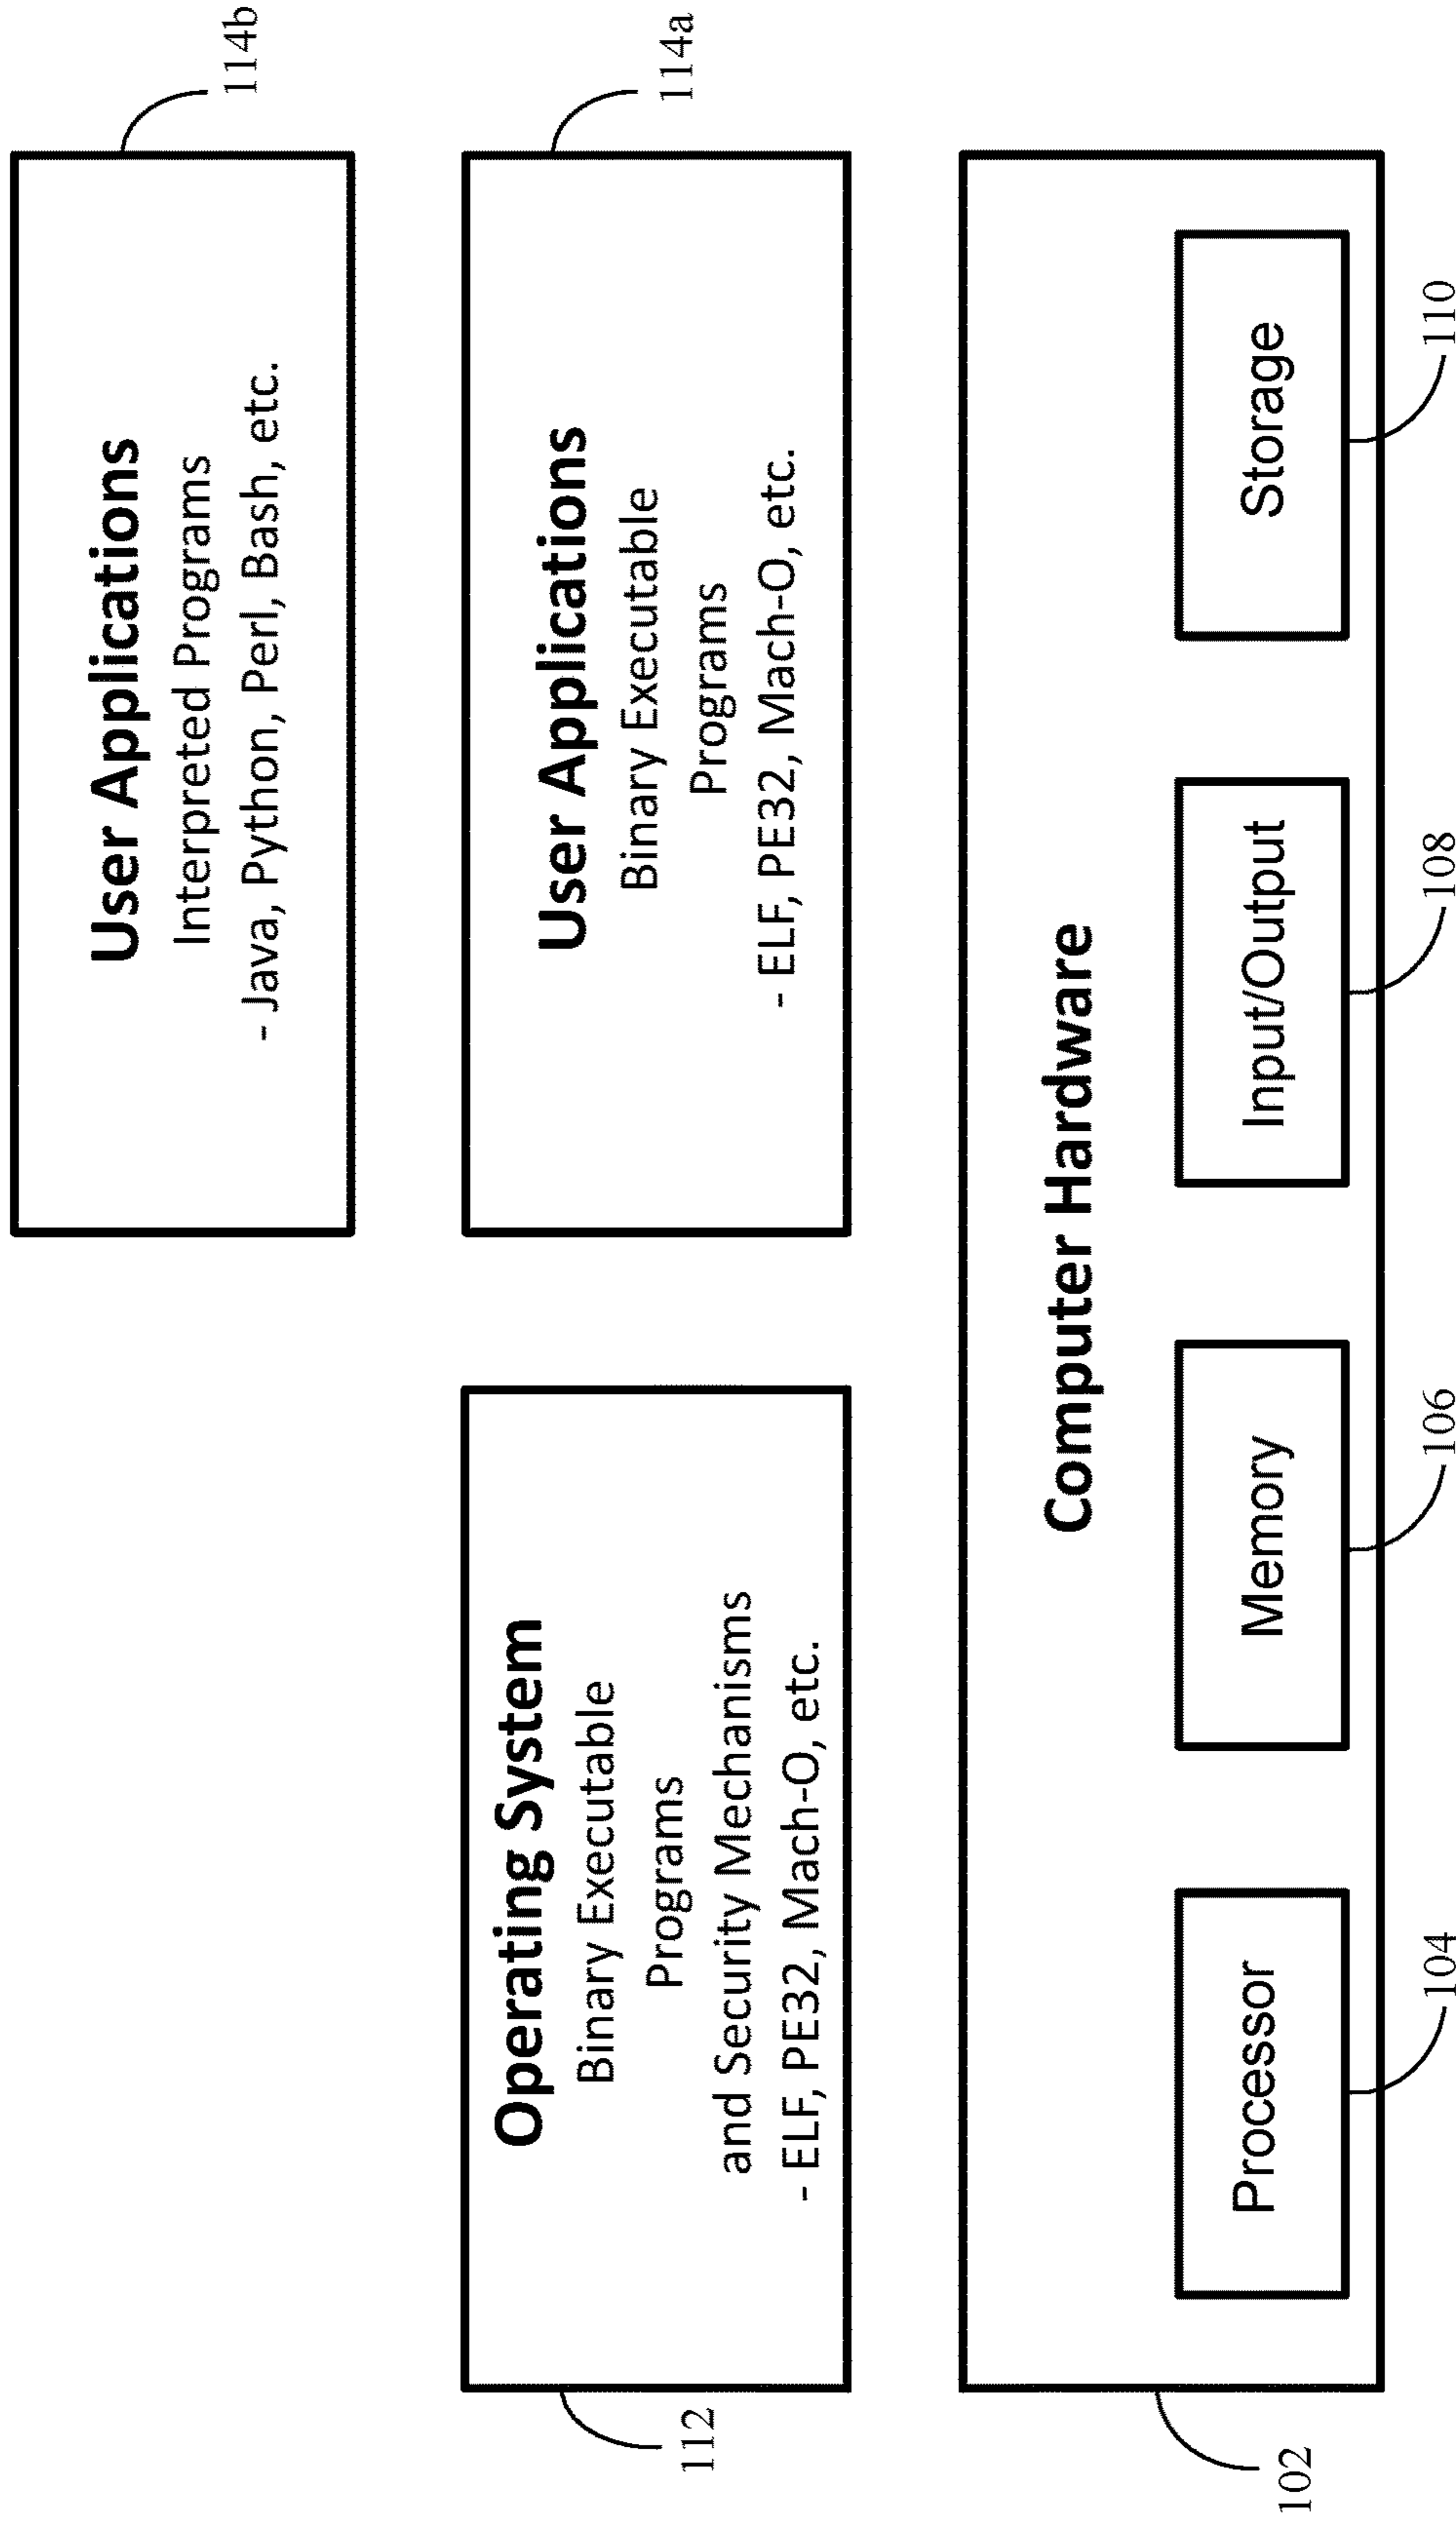 User Applications
Interpreted Programs
- Java, Python, Perl, Bash, etc.
114b
Operating System
Binary Executable
Programs
and Security Mechanisms
- ELF, PE32, Mach-O, etc.
112
User Applications
Binary Executable
Programs
- ELF, PE32, Mach-O, etc.
114a
Computer Hardware
102
Processor
104
Memory
106
Input/Output
108
Storage
110